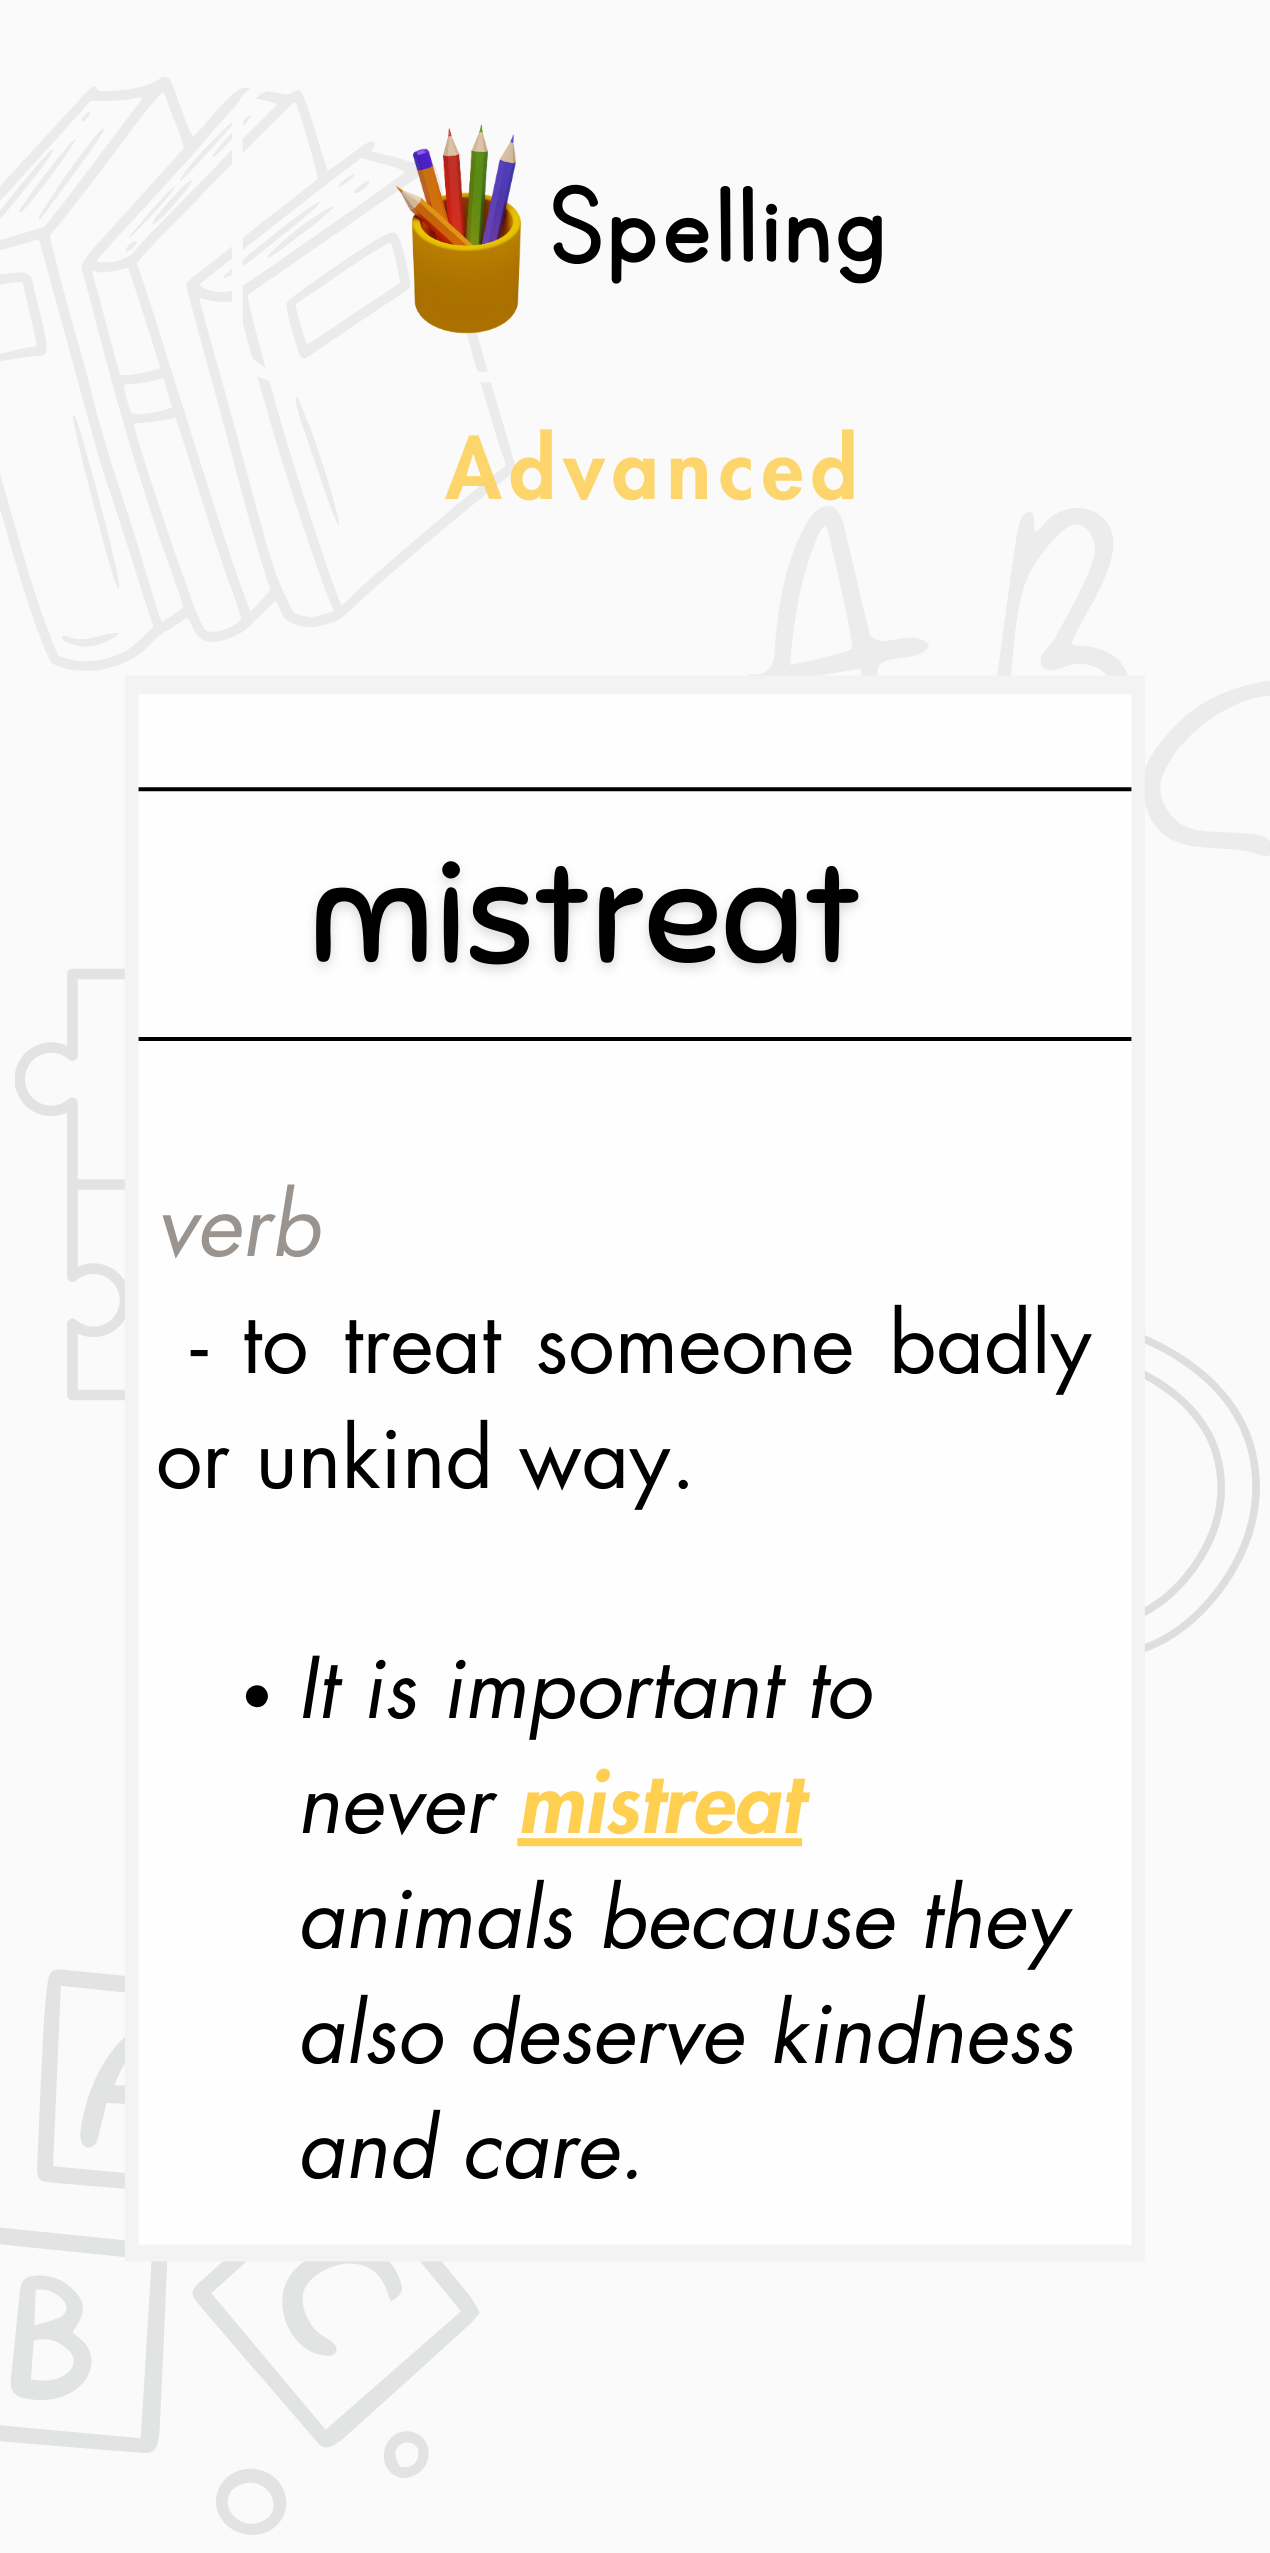 Spelling
Advanced
A B
C
mistreat
verb
- to treat someone badly
or unkind way.
• It is important to
never mistreat
animals because they
also deserve kindness
and care.
A
B
C